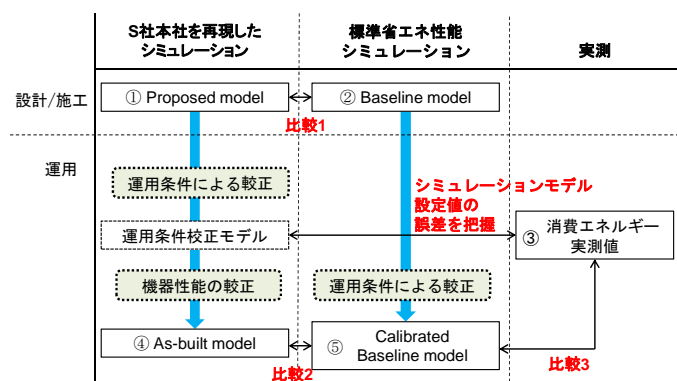 S社本社を再現した
シミュレーション
標準省エネ性能
シミュレーション
実測
設計/施工
① Proposed model
② Baseline model
比較1
運用
運用条件による較正
シミュレーションモデル
設定値の
誤差を把握
運用条件校正モデル
③
消費エネルギー
実測値
機器性能の較正
運用条件による較正
④ As-built model
⑤
Calibrated
Baseline model
比較2
比較3